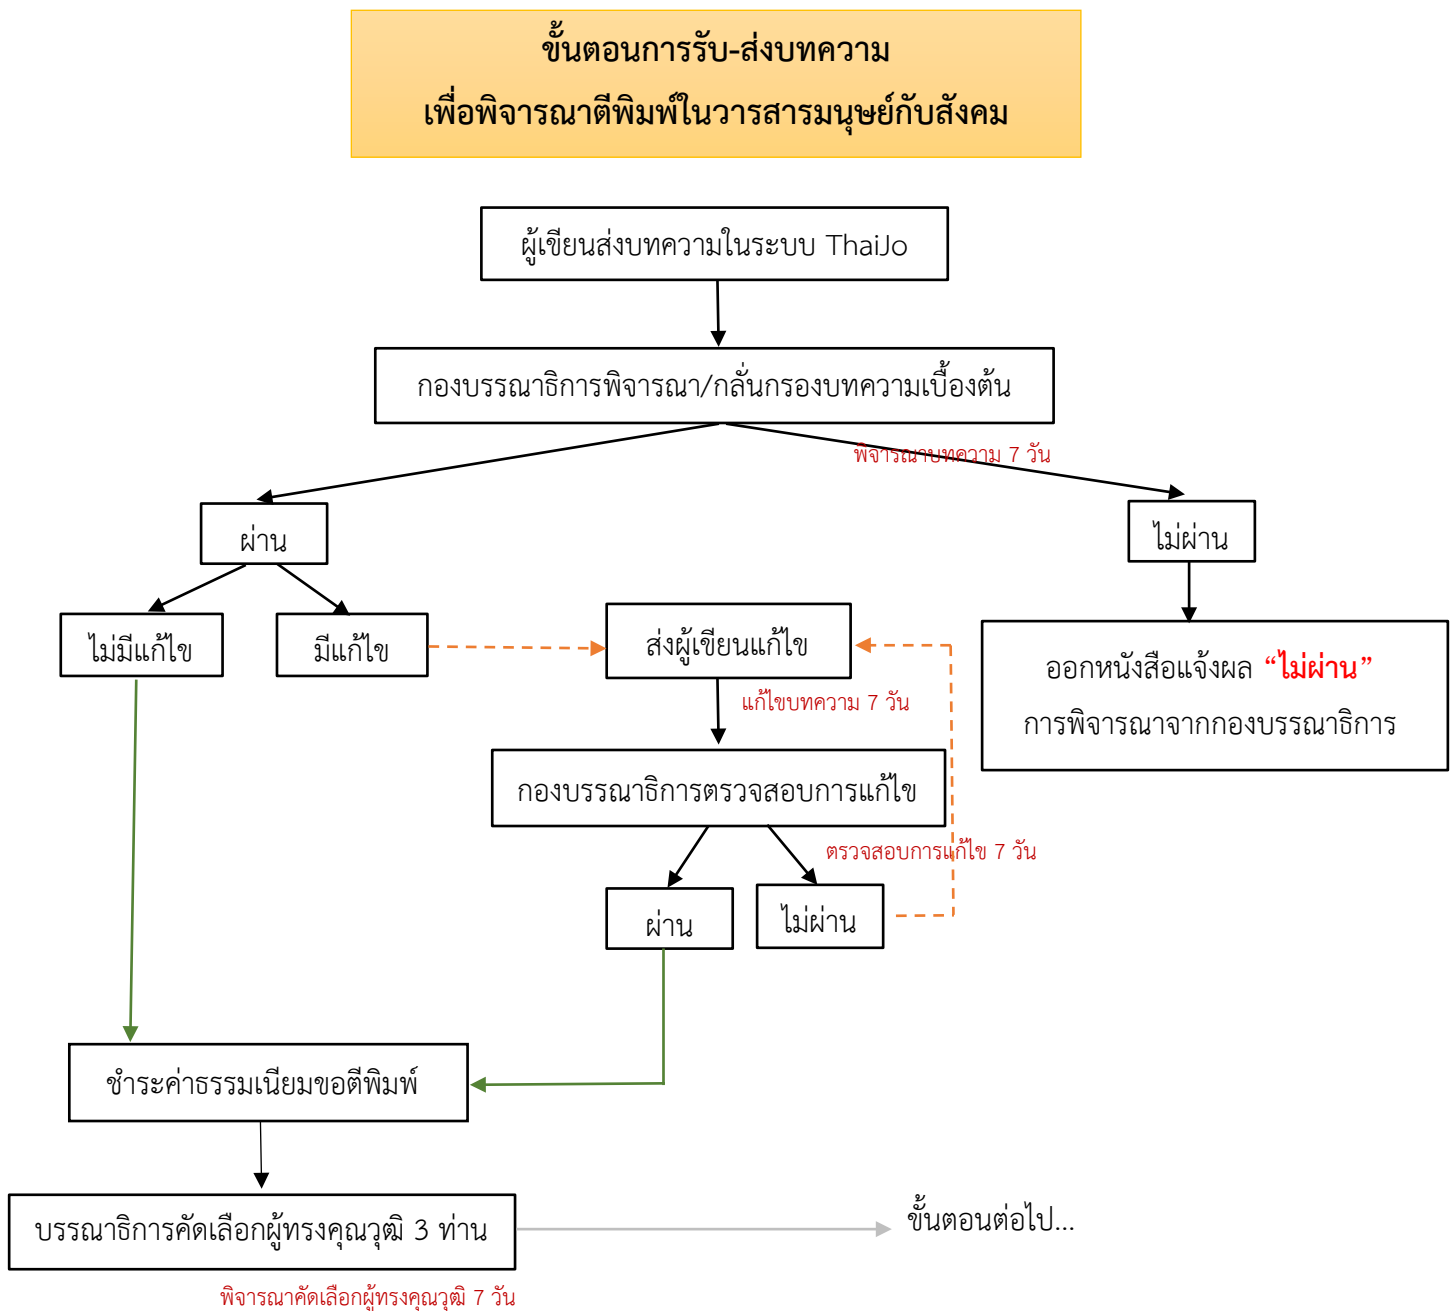 ขั้นตอนการรับ-ส่งบทความ
เพื่อพิจารณาตีพิมพ์ในวารสารมนุษย์กับสังคม
ผู้เขียนส่งบทความในระบบ ThaiJo
กองบรรณาธิการพิจารณา/กลั่นกรองบทความเบื้องต้น
พิจารณาบทความ 7 วัน
ผ่าน
ไม่ผ่าน
ไม่มีแก้ไข
มีแก้ไข
ส่งผู้เขียนแก้ไข
ออกหนังสือแจ้งผล “ไม่ผ่าน”
การพิจารณาจากกองบรรณาธิการ
แก้ไขบทความ 7 วัน
กองบรรณาธิการตรวจสอบการแก้ไข
ตรวจสอบการแก้ไข 7 วัน
ผ่าน
ไม่ผ่าน
ชำระค่าธรรมเนียมขอตีพิมพ์
บรรณาธิการคัดเลือกผู้ทรงคุณวุฒิ 3 ท่าน
ขั้นตอนต่อไป...
พิจารณาคัดเลือกผู้ทรงคุณวุฒิ 7 วัน